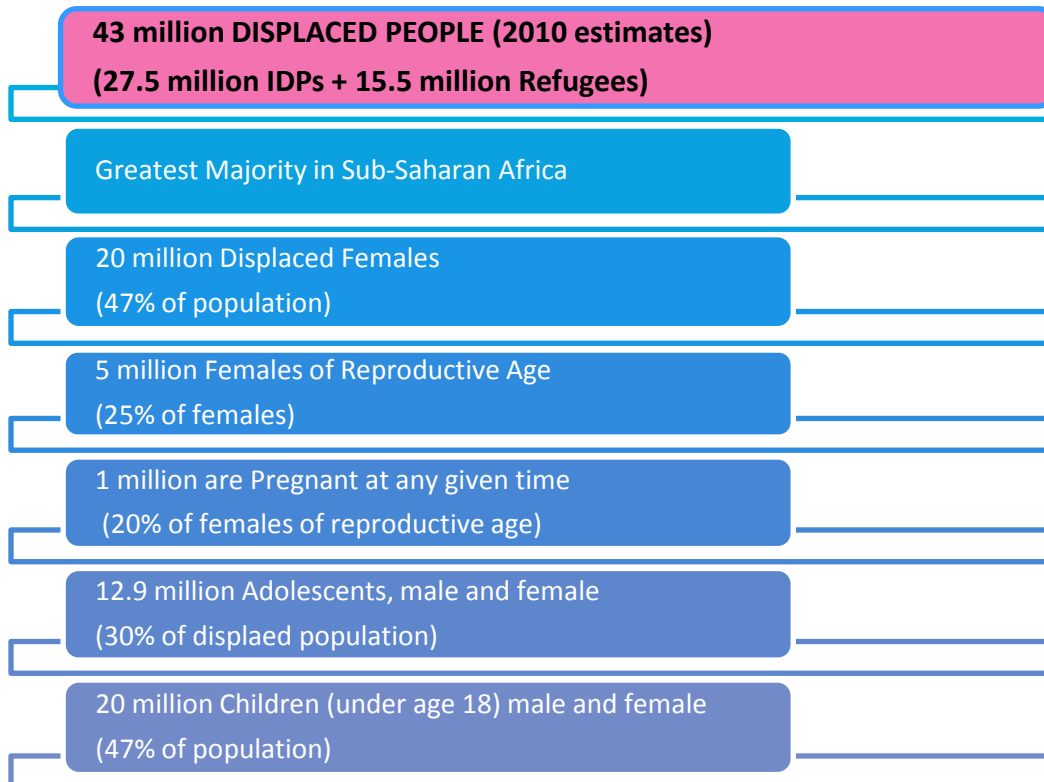 43 million DISPLACED PEOPLE (2010 estimates)
(27.5 million IDPs + 15.5 million Refugees)
Greatest Majority in Sub-Saharan Africa
20 million Displaced Females
(47% of population)
5 million Females of Reproductive Age
(25% of females)
1 million are Pregnant at any given time
(20% of females of reproductive age)
12.9 million Adolescents, male and female
(30% of displaed population)
20 million Children (under age 18) male and female
(47% of population)